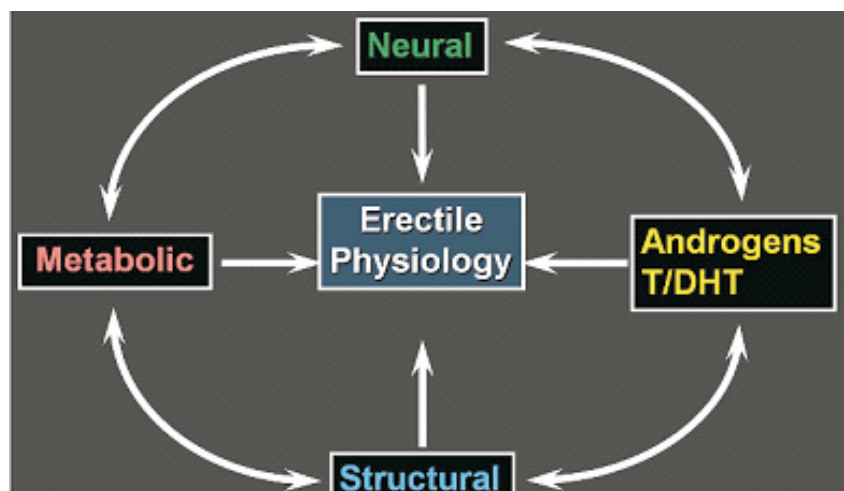 Neural
Erectile
Physiology
Metabolic
Androgens
T/DHT
Structural